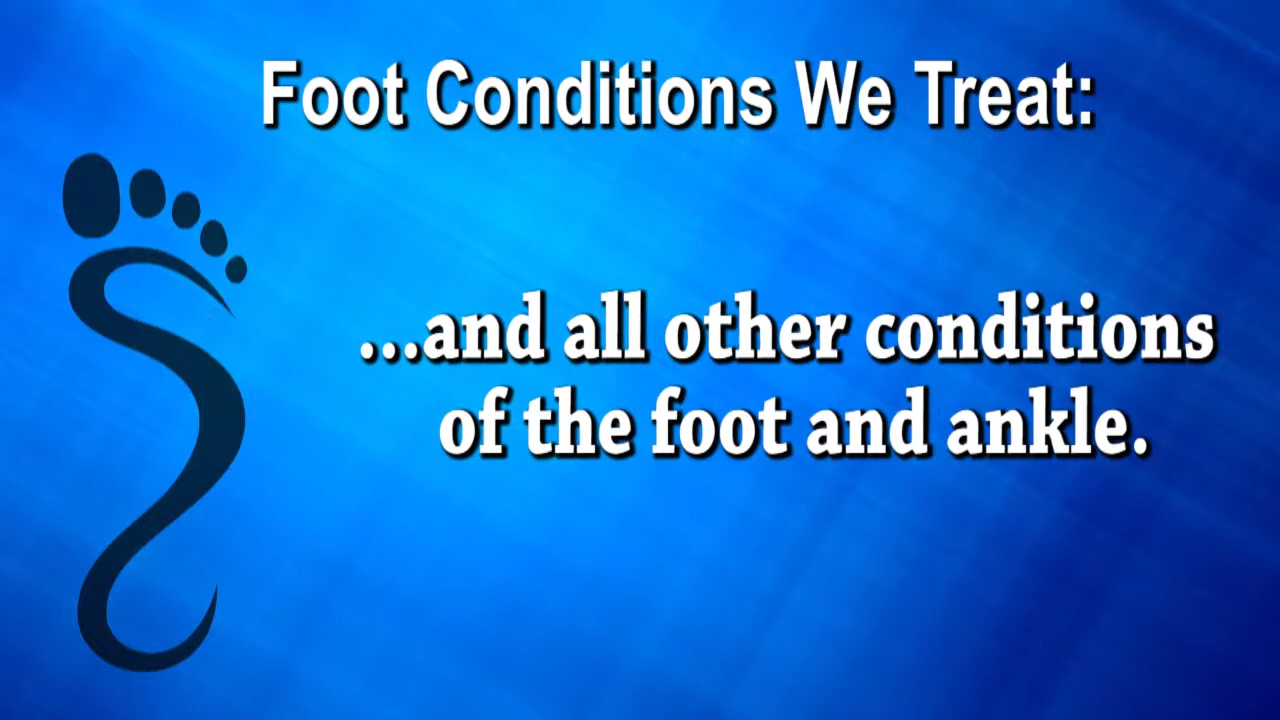 Foot Conditions We Treat:
...and all other conditions
of the foot and ankle.